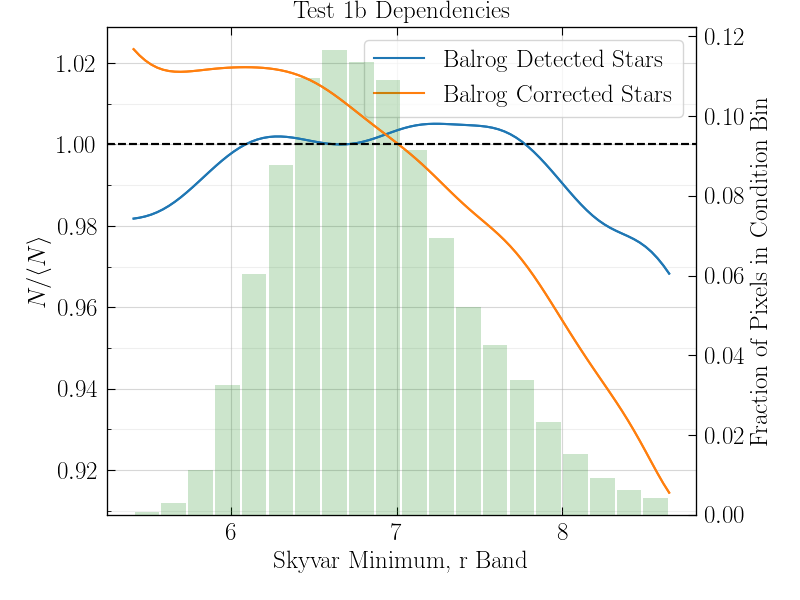 Test 1b Dependencies
Balrog Detected Stars
Balrog Corrected Stars
1.02
1.00
0.98
0.96
0.94
0.92
N/⟨N⟩
0.12
0.10
0.08
0.06
0.04
0.02
0.00
Fraction of Pixels in Condition Bin
6 7 8
Skyvar Minimum, r Band